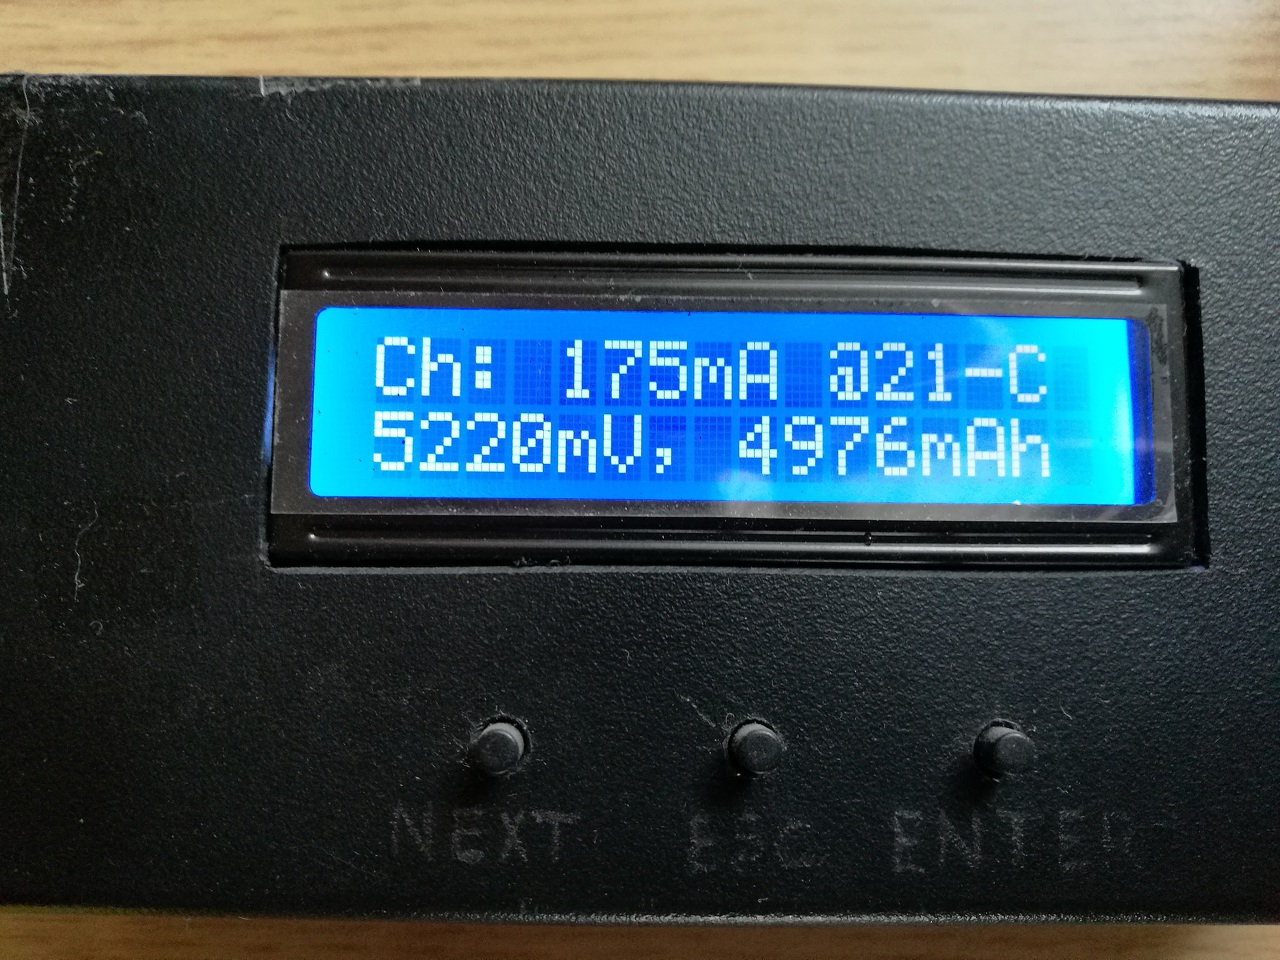 Ch: 175mA @21-C
5220mV; 4976mAh
NEXT ESC ENTER